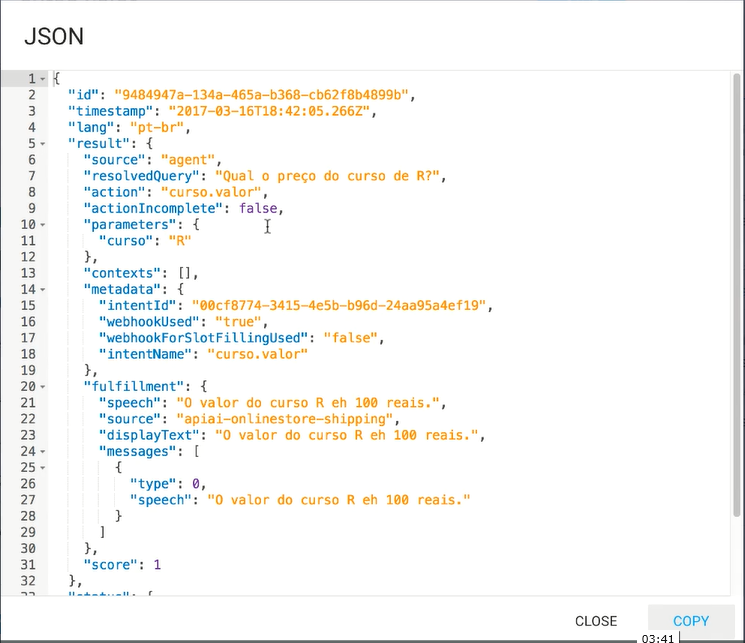 JSON
1 {
2 "id": "9484947a-134a-465a-b368-cb62f8b4899b",
3 "timestamp": "2017-03-16T18:42:05.266Z",
4 "lang": "pt-br",
5 "result": {
6 "source": "agent",
7 "resolvedQuery": "Qual o preço do curso de R?",
8 "action": "curso.valor",
9 "actionIncomplete": false,
10 "parameters": {
11 "curso": "R"
12 },
13 "contexts": [],
14 "metadata": {
15 "intentId": "00cf8774-3415-4e5b-b96d-24aa95a4ef19",
16 "webhookUsed": "true",
17 "webhookForSlotFillingUsed": "false",
18 "intentName": "curso.valor"
19 },
20 "fulfillment": {
21 "speech": "O valor do curso R eh 100 reais.",
22 "source": "apiai-onlinestore-shipping",
23 "displayText": "O valor do curso R eh 100 reais.",
24 "messages": [
25 {
26 "type": 0,
27 "speech": "O valor do curso R eh 100 reais."
28 }
29 ]
30 },
31 "score": 1
32 },
33 "status": {
CLOSE COPY
03:41